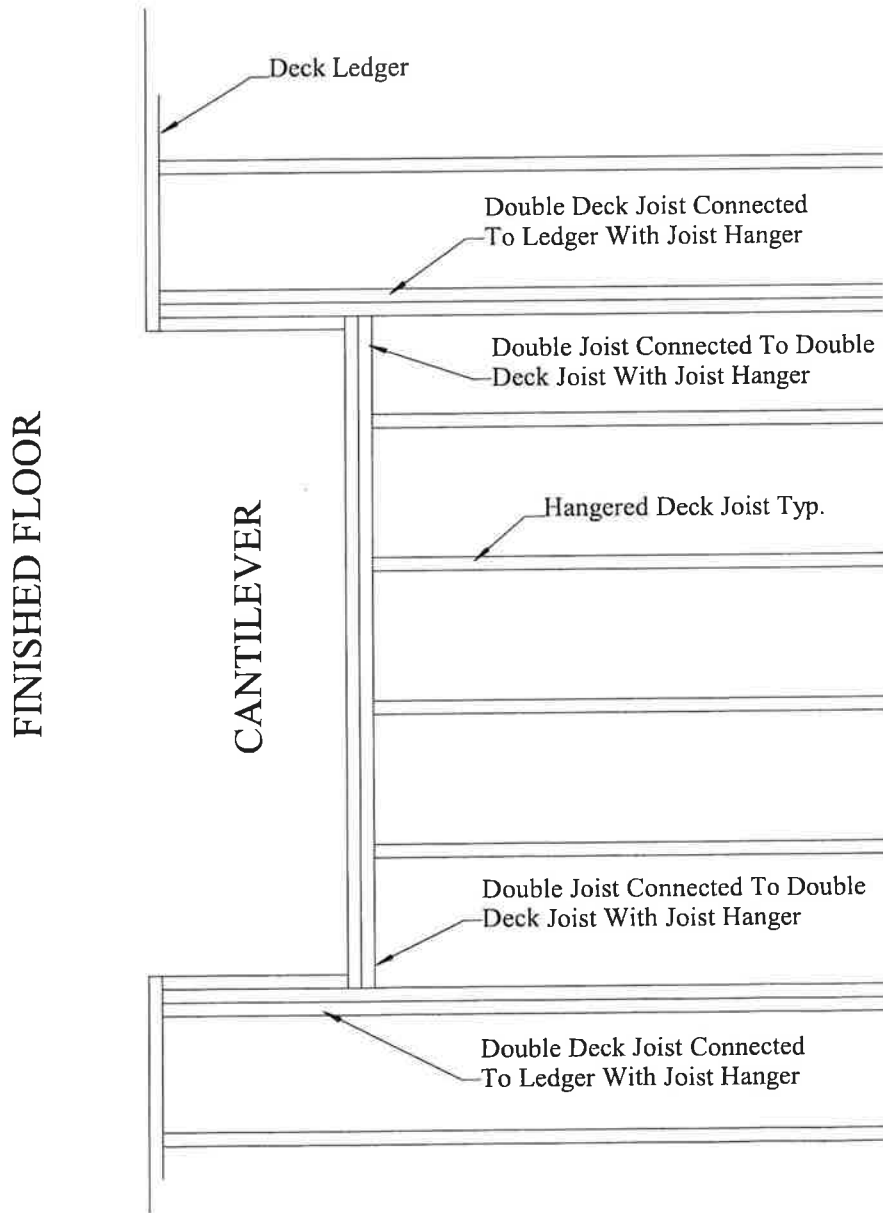 Deck Ledger
Double Deck Joist Connected
To Ledger With Joist Hanger
Double Joist Connected To Double
Deck Joist With Joist Hanger
FINISHED FLOOR
CANTILEVER
Hangered Deck Joist Typ.
Double Joist Connected To Double
Deck Joist With Joist Hanger
Double Deck Joist Connected
To Ledger With Joist Hanger